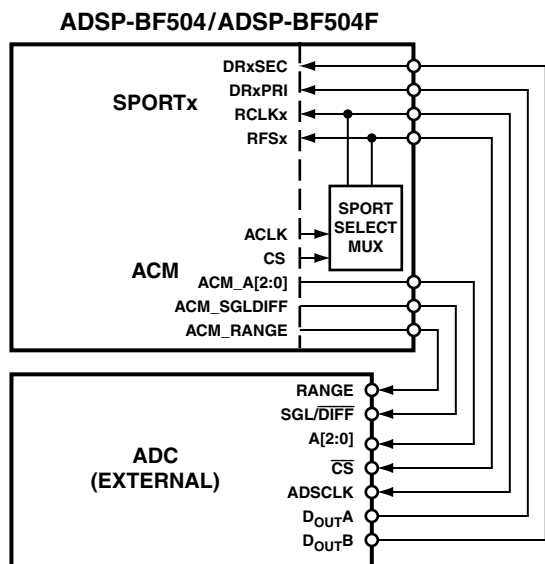 ADSP-BF504/ADSP-BF504F
DRxSEC
DRxPRI
SPORTx
RCLKx
RFSx
SPORT
SELECT
MUX
ACLK
CS
ACM
ACM_A[2:0]
ACM_SGLDIFF
ACM_RANGE
RANGE
SGL/DIFF
A[2:0]
ADC
(EXTERNAL)
CS
ADSCLK
DOUTA
DOUTB